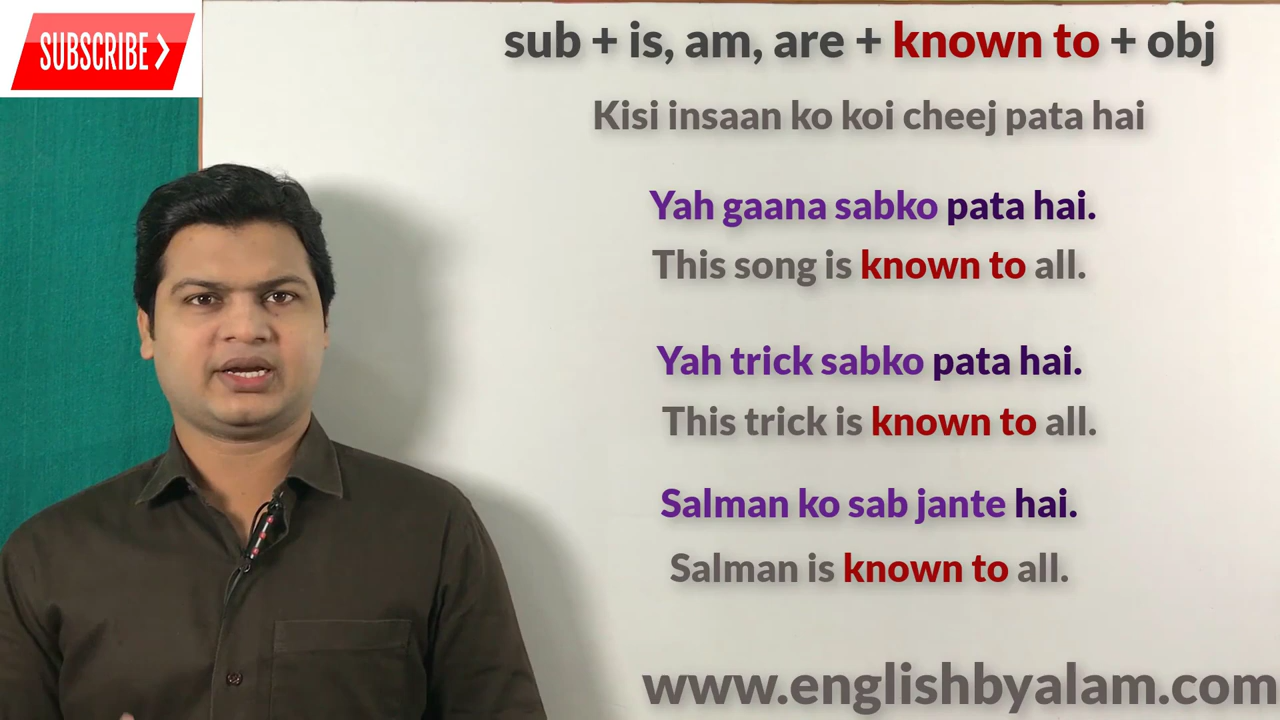 SUBSCRIBE
sub + is, am, are + known to + obj
Kisi insaan ko koi cheej pata hai
Yah gaana sabko pata hai.
This song is known to all.
Yah trick sabko pata hai.
This trick is known to all.
Salman ko sab jante hai.
Salman is known to all.
www.englishbyalam.com